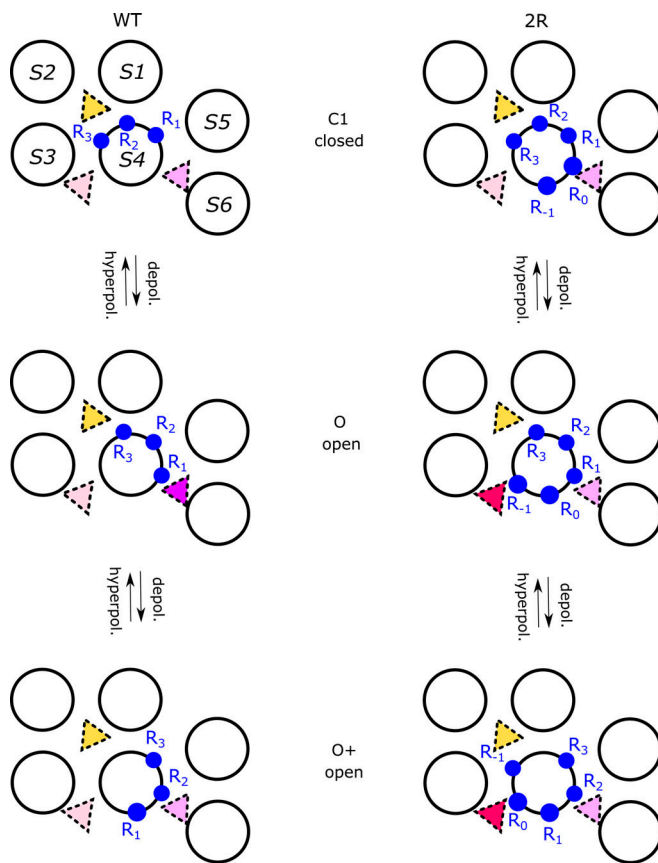 WT
2R
S2
S1
S5
S3
S4
S6
R3
R2
R1
C1
closed
R2
R1
R3
R0
R-1
hyperpol.
depol.
hyperpol.
depol.
R3
R2
R1
O
open
R2
R3
R1
R-1
R0
hyperpol.
depol.
hyperpol.
depol.
R3
R2
R1
O+
open
R-1
R3
R2
R0
R1